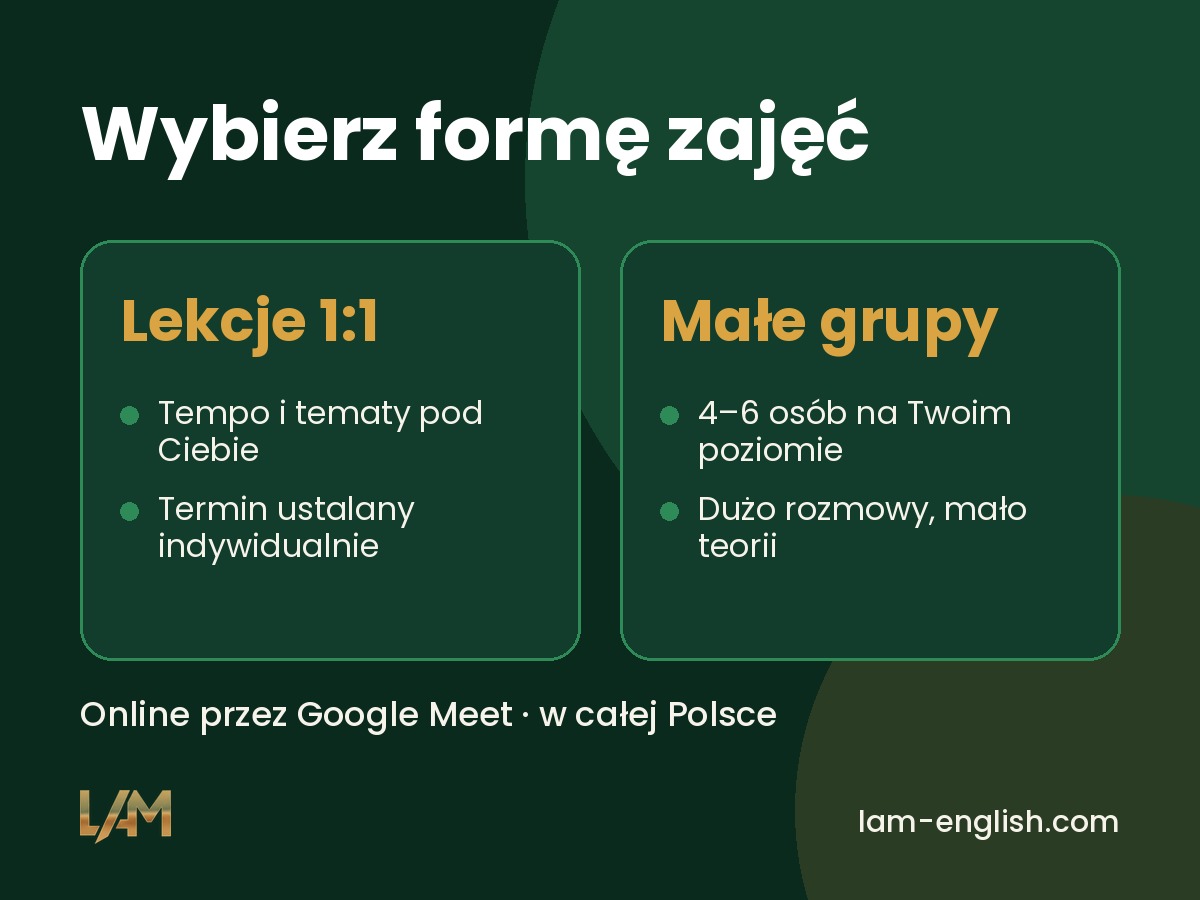 Wybierz formę zajęć
Lekcje 1:1
Tempo i tematy pod
Ciebie
Termin ustalany
indywidualnie
Małe grupy
4–6 osób na Twoim
poziomie
Dużo rozmowy, mało
teorii
Online przez Google Meet · w całej Polsce
LAM
lam-english.com